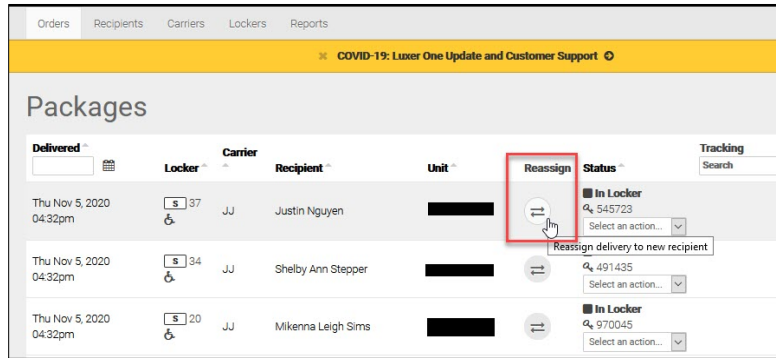 Orders Recipients Carriers Lockers Reports
✖ COVID-19: Luxer One Update and Customer Support
Packages
Delivered Locker Carrier Recipient Unit Reassign Status Tracking
Search
Thu Nov 5, 2020 S 37 JJ Justin Nguyen In Locker
04:32pm 545723
Select an action...
Reassign delivery to new recipient
Thu Nov 5, 2020 S 34 JJ Shelby Ann Stepper 491435
04:32pm Select an action...
Thu Nov 5, 2020 S 20 JJ Mikenna Leigh Sims In Locker
04:32pm 970045
Select an action...